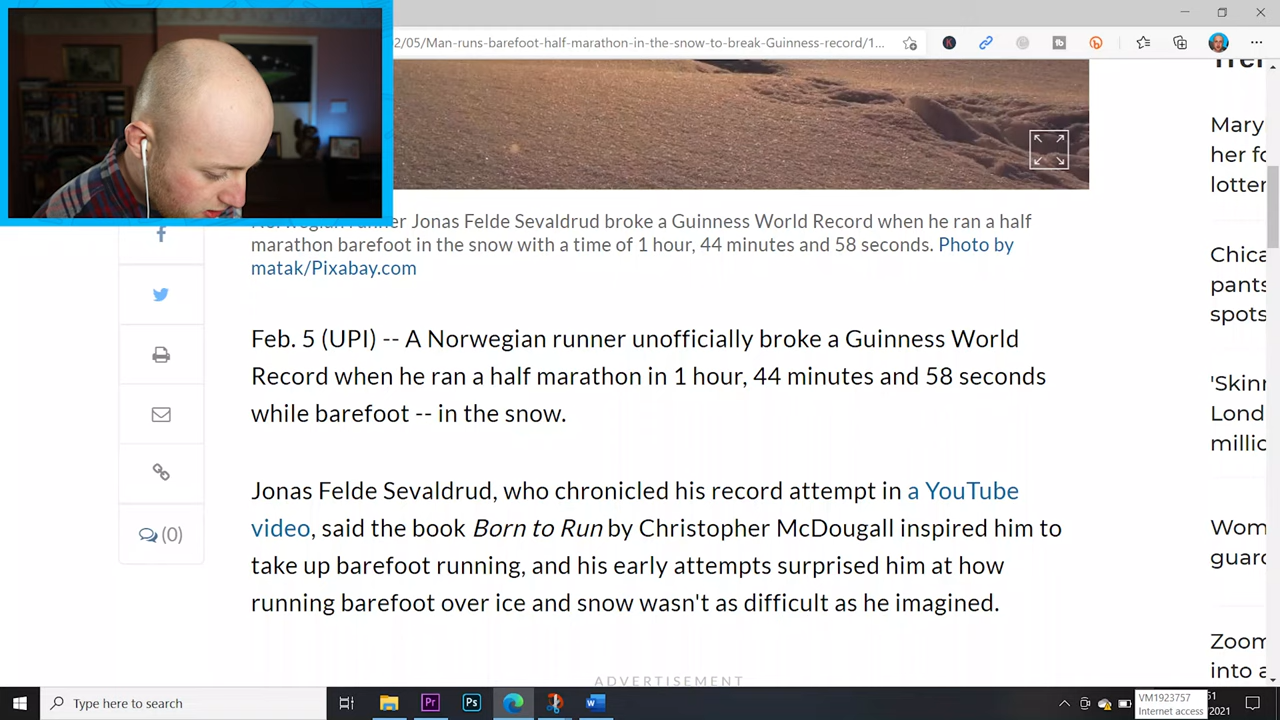 2/05/Man-runs-barefoot-half-marathon-in-the-snow-to-break-Guinness-record/1...
Norwegian runner Jonas Felde Sevaldrud broke a Guinness World Record when he ran a half
marathon barefoot in the snow with a time of 1 hour, 44 minutes and 58 seconds. Photo by
matak/Pixabay.com
Feb. 5 (UPI) -- A Norwegian runner unofficially broke a Guinness World
Record when he ran a half marathon in 1 hour, 44 minutes and 58 seconds
while barefoot -- in the snow.
Jonas Felde Sevaldrud, who chronicled his record attempt in a YouTube
video, said the book Born to Run by Christopher McDougall inspired him to
take up barefoot running, and his early attempts surprised him at how
running barefoot over ice and snow wasn't as difficult as he imagined.
(0)
ADVERTISEMENT
Mary
her fo
lotter
Chica
pants
spots
'Skinn
Lond
millio
Wom
guard
Zoom
into a
Type here to search
Pr
Ps
W
VM1923757
Internet access
51
/2021